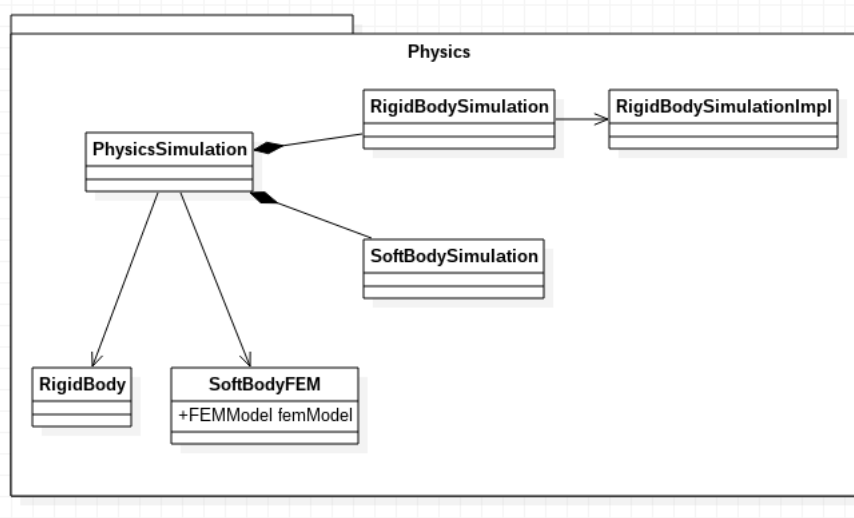 Physics
RigidBodySimulation
RigidBodySimulationImpl
PhysicsSimulation
SoftBodySimulation
RigidBody
SoftBodyFEM
+FEMModel femModel